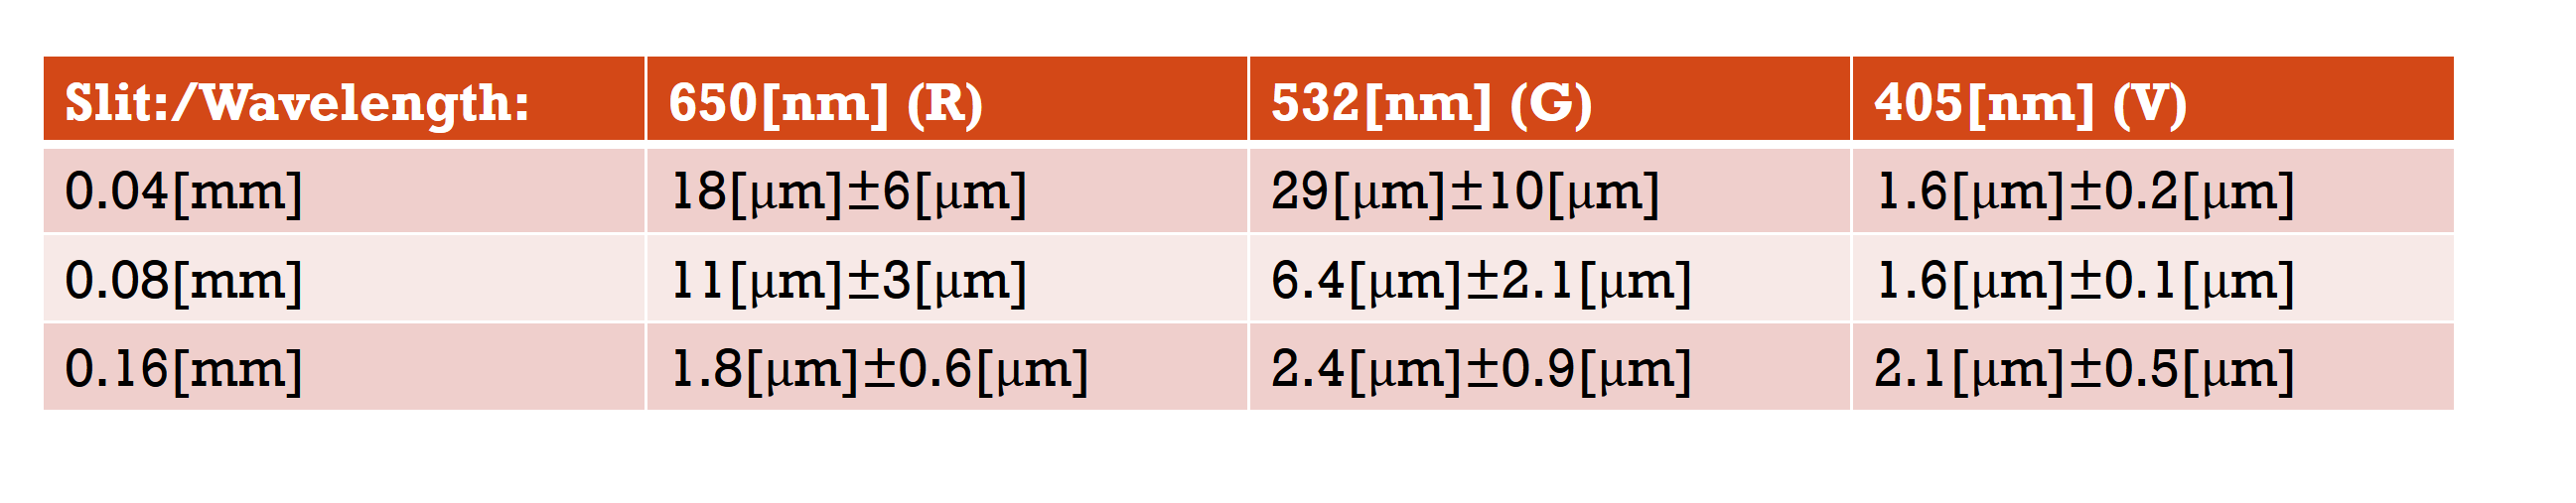 Slit:/Wavelength: 650[nm] (R) 532[nm] (G) 405[nm] (V)
0.04[mm] 18[μm]±6[μm] 29[μm]±10[μm] 1.6[μm]±0.2[μm]
0.08[mm] 11[μm]±3[μm] 6.4[μm]±2.1[μm] 1.6[μm]±0.1[μm]
0.16[mm] 1.8[μm]±0.6[μm] 2.4[μm]±0.9[μm] 2.1[μm]±0.5[μm]